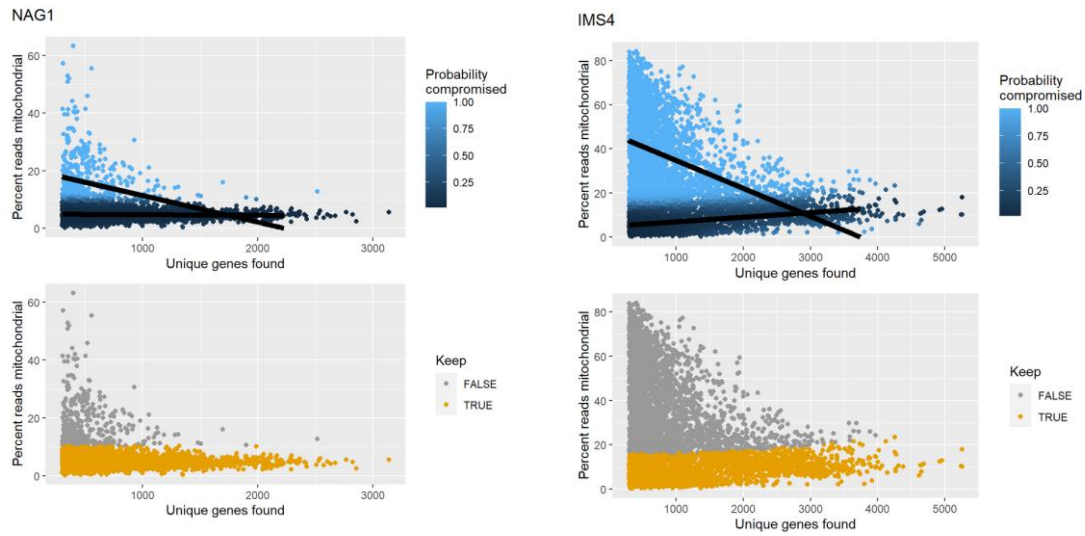 NAG1
Percent reads mitochondrial
60
40
20
0
1000 2000 3000
Unique genes found
Probability
compromised
1.00
0.75
0.50
0.25
IMS4
Percent reads mitochondrial
80
60
40
20
0
1000 2000 3000 4000 5000
Unique genes found
Probability
compromised
1.00
0.75
0.50
0.25
Percent reads mitochondrial
60
40
20
0
1000 2000 3000
Unique genes found
Keep
FALSE
TRUE
Percent reads mitochondrial
80
60
40
20
0
1000 2000 3000 4000 5000
Unique genes found
Keep
FALSE
TRUE